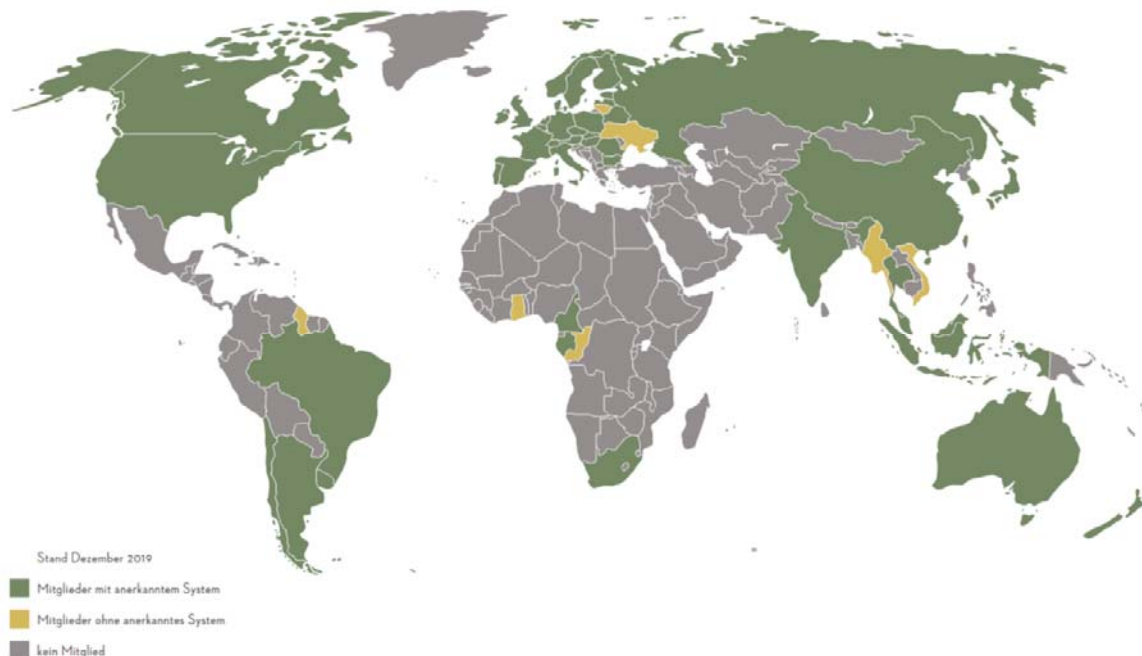 Stand Dezember 2019
Mitglieder mit anerkanntem System
Mitglieder ohne anerkanntes System
kein Mitglied